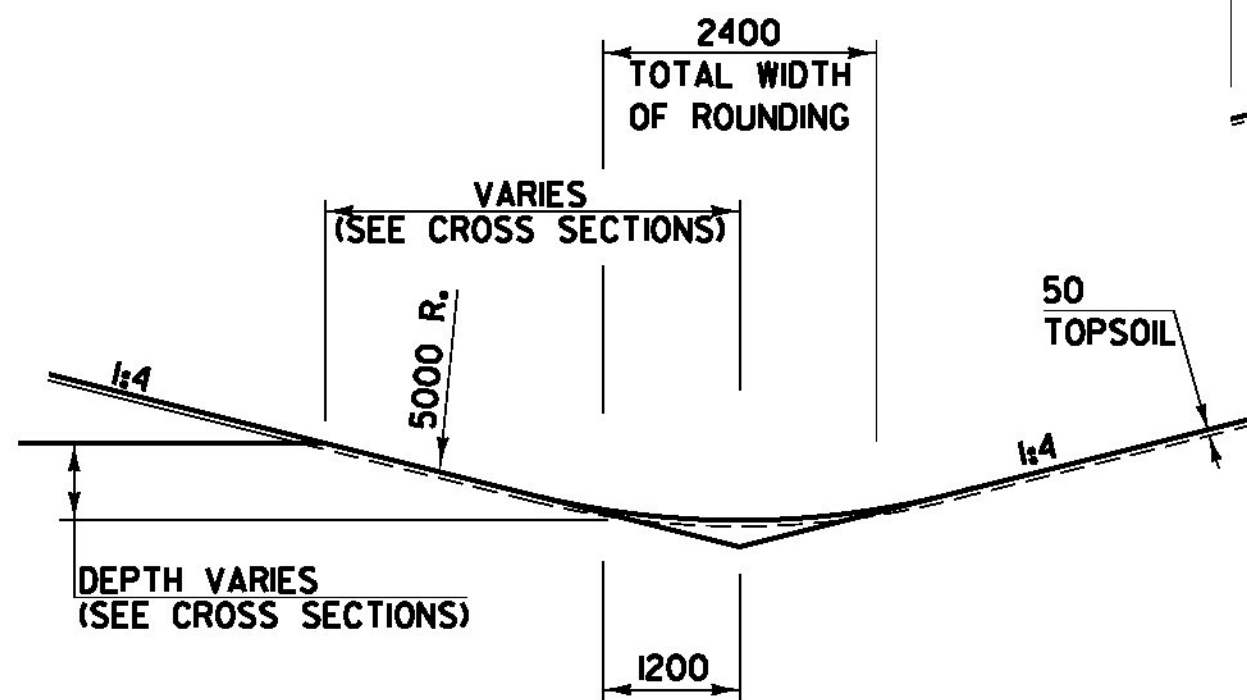 2400
TOTAL WIDTH
OF ROUNDING
VARIES
(SEE CROSS SECTIONS)
5000 R.
50
TOPSOIL
1:4
1:4
DEPTH VARIES
(SEE CROSS SECTIONS)
1200